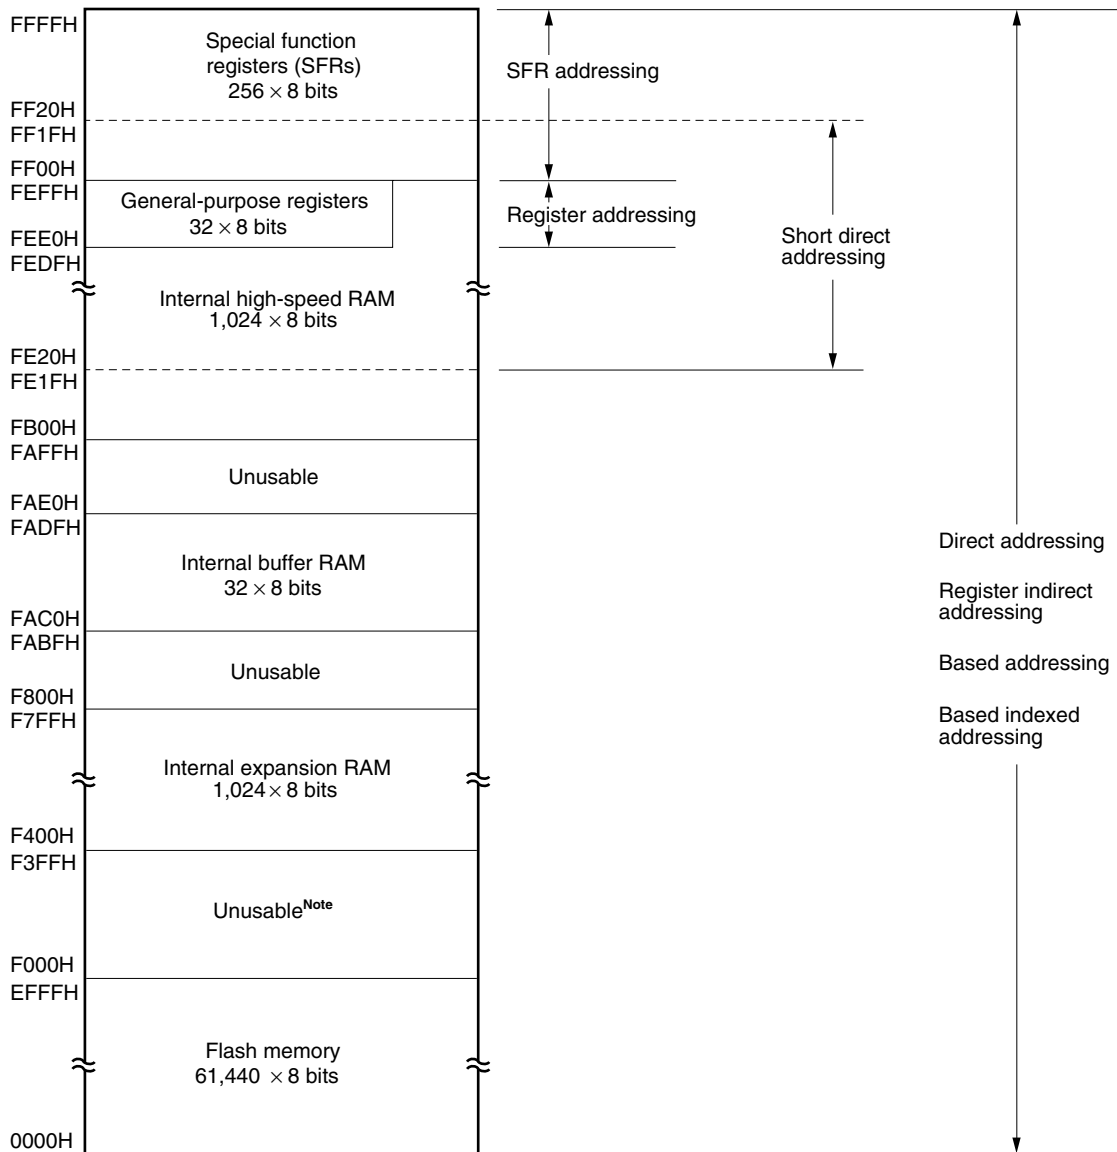 FFFFH
Special function
registers (SFRs)
256 × 8 bits
SFR addressing
FF20H
FF1FH
FF00H
FEFFH
General-purpose registers
32 × 8 bits
Register addressing
Short direct
addressing
FEE0H
FEDFH
Internal high-speed RAM
1,024 × 8 bits
FE20H
FE1FH
FB00H
FAFFH
Unusable
FAE0H
FADFH
Internal buffer RAM
32 × 8 bits
Direct addressing
Register indirect
addressing
Based addressing
Based indexed
addressing
FAC0H
FABFH
Unusable
F800H
F7FFH
Internal expansion RAM
1,024 × 8 bits
F400H
F3FFH
Unusable Note
F000H
EFFFH
Flash memory
61,440 × 8 bits
0000H